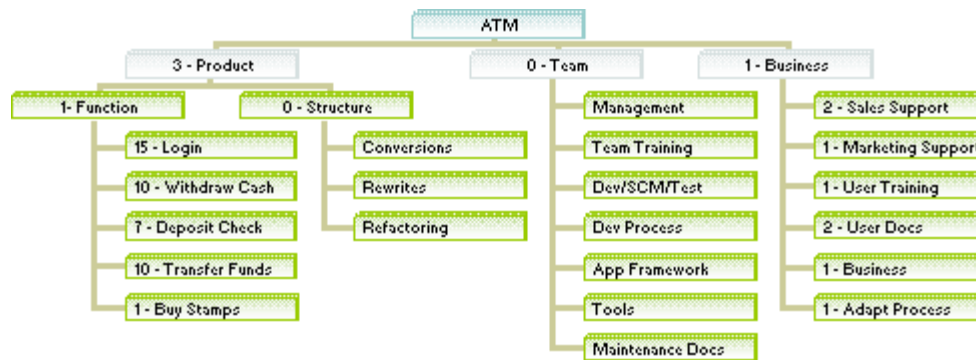 ATM
3 - Product
0 - Team
1 - Business
1- Function
0 - Structure
Management
2 - Sales Support
15 - Login
Conversions
Team Training
1 - Marketing Support
10 - Withdraw Cash
Rewrites
Dev/SCM/Test
1 - User Training
7 - Deposit Check
Refactoring
Dev Process
2 - User Docs
10 - Transfer Funds
App Framework
1 - Business
1 - Buy Stamps
Tools
1 - Adapt Process
Maintenance Docs